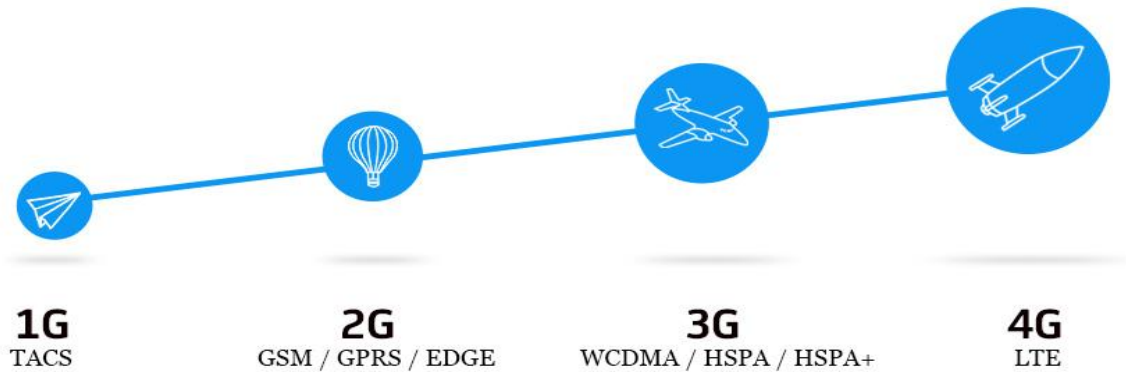 1G
TACS
2G
GSM / GPRS / EDGE
3G
WCDMA / HSPA / HSPA+
4G
LTE